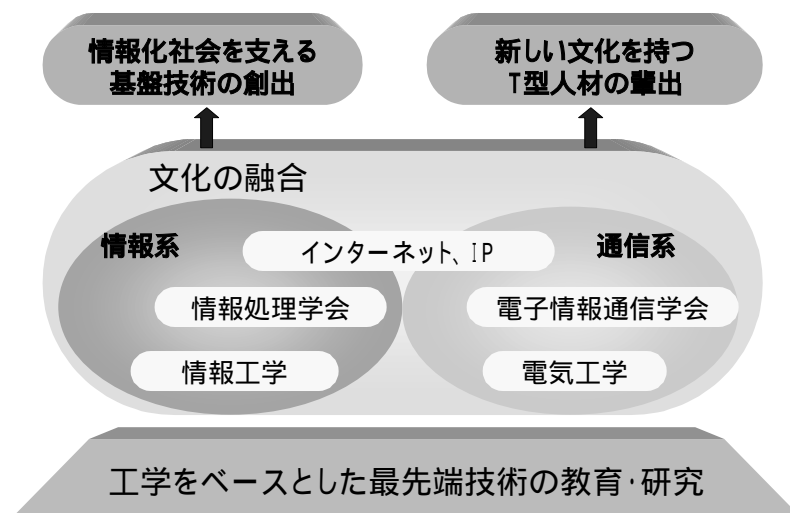 情報化社会を支える
基盤技術の創出
新しい文化を持つ
T型人材の輩出
文化の融合
情報系
インターネット、IP
通信系
情報処理学会
電子情報通信学会
情報工学
電気工学
工学をベースとした最先端技術の教育・研究